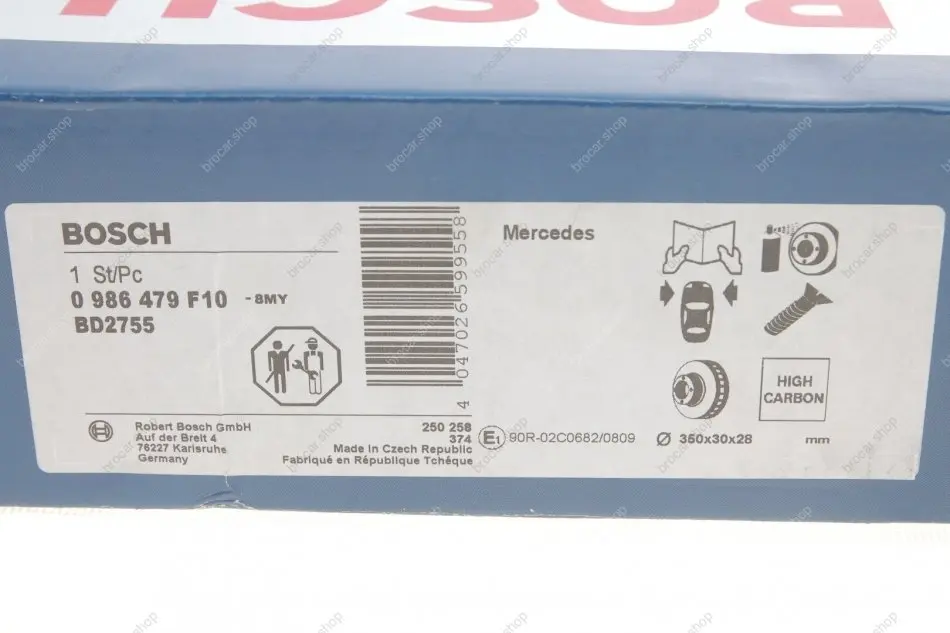 BOSCH
BOSCH
1 St/Pc
0 986 479 F10 - 8MY
BD2755
4 047026 599558
Mercedes
HIGH
CARBON
Robert Bosch GmbH
Auf der Breit 4
76227 Karlsruhe
Germany
250 258
374
Made in Czech Republic
Fabriqué en République Tchéque
E1 90R-02C0682/0809
Ø 350x30x28 mm
brocar.shop